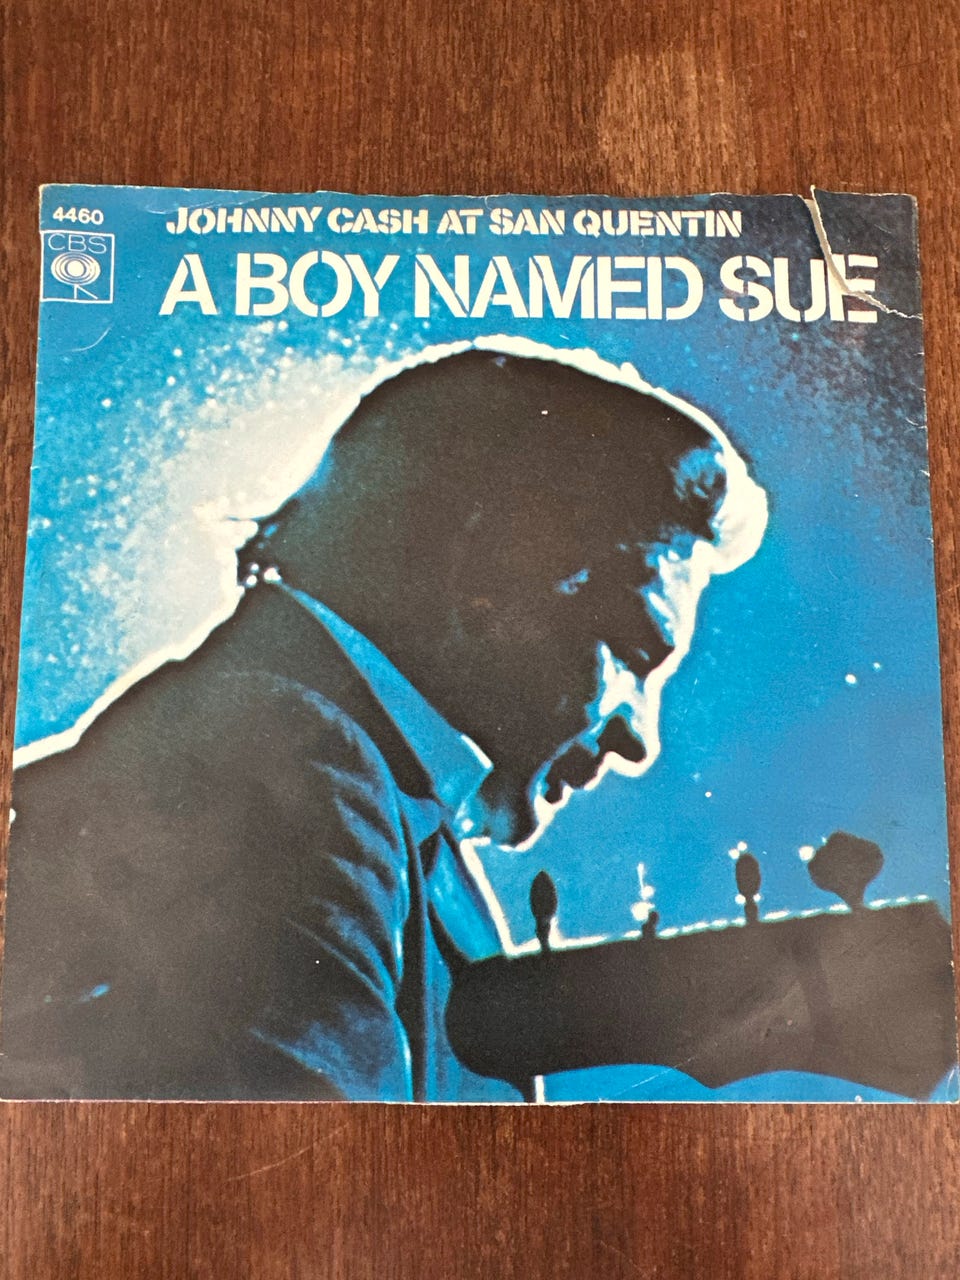 4460
CBS
JOHNNY CASH AT SAN QUENTIN
A BOY NAMED SUE